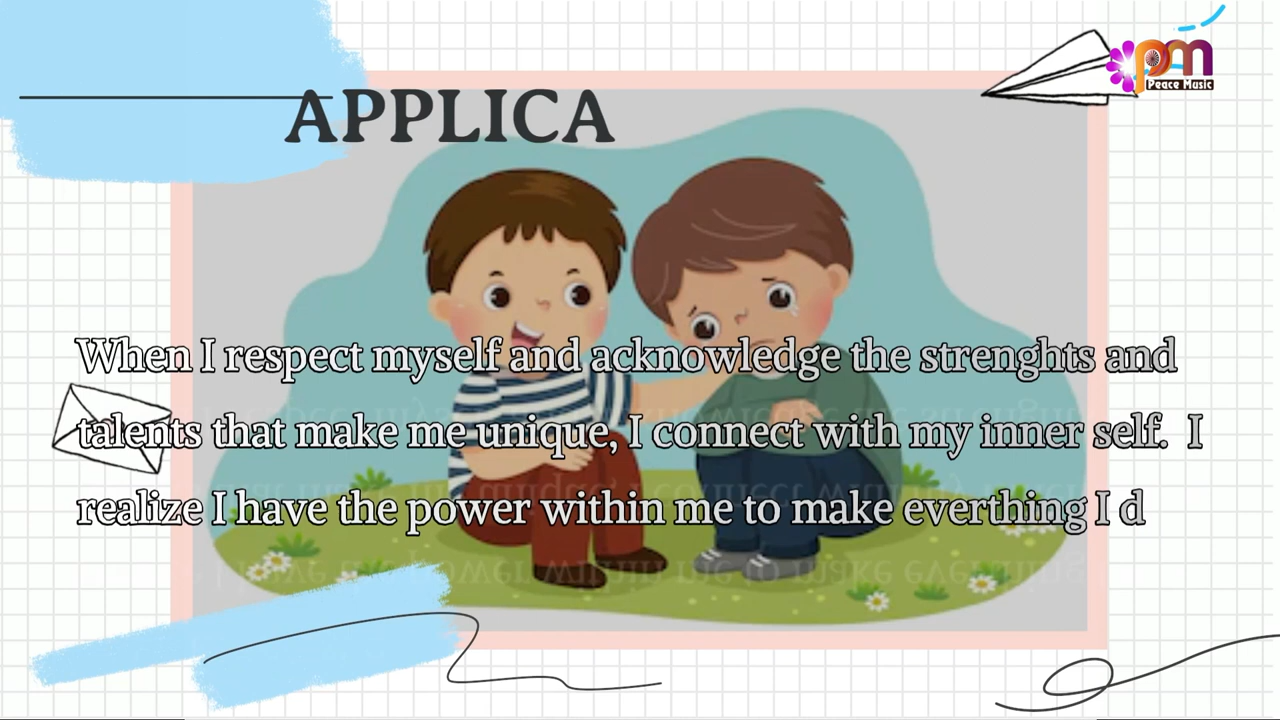 pm
Peace Music
APPLICA
When I respect myself and acknowledge the strenghts and
talents that make me unique, I connect with my inner self. I
realize I have the power within me to make everthing I d